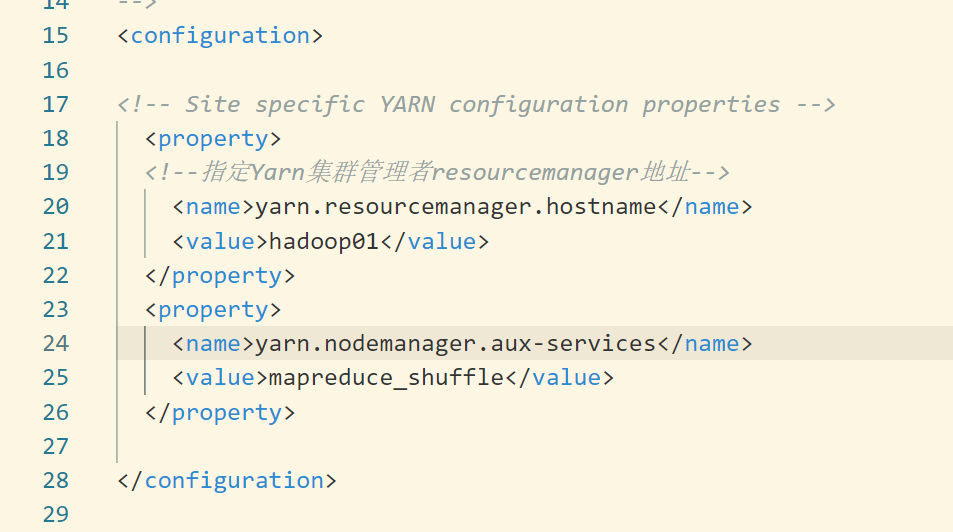 14 -->
15 <configuration>
16
17 <!-- Site specific YARN configuration properties -->
18 <property>
19 <!--指定Yarn集群管理者resourcemanager地址-->
20 <name>yarn.resourcemanager.hostname</name>
21 <value>hadoop01</value>
22 </property>
23 <property>
24 <name>yarn.nodemanager.aux-services</name>
25 <value>mapreduce_shuffle</value>
26 </property>
27
28 </configuration>
29